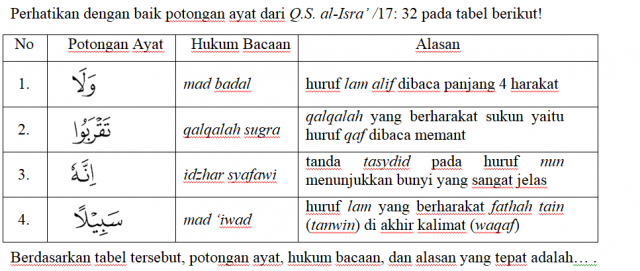 Perhatikan dengan baik potongan ayat dari Q.S. al-Isra’ /17: 32 pada tabel berikut!
No Potongan Ayat Hukum Bacaan Alasan
1. وَلَا mad badal huruf lam alif dibaca panjang 4 harakat
2. تَقْرَبُوا qalqalah sugra qalqalah yang berharakat sukun yaitu
huruf qaf dibaca memant
3. اِنَّهٗ idzhar syafawi tanda tasydid pada huruf nun
menunjukkan bunyi yang sangat jelas
4. سَبِيْلًا mad ‘iwad huruf lam yang berharakat fathah tain
(tanwin) di akhir kalimat (waqaf)
Berdasarkan tabel tersebut, potongan ayat, hukum bacaan, dan alasan yang tepat adalah… .